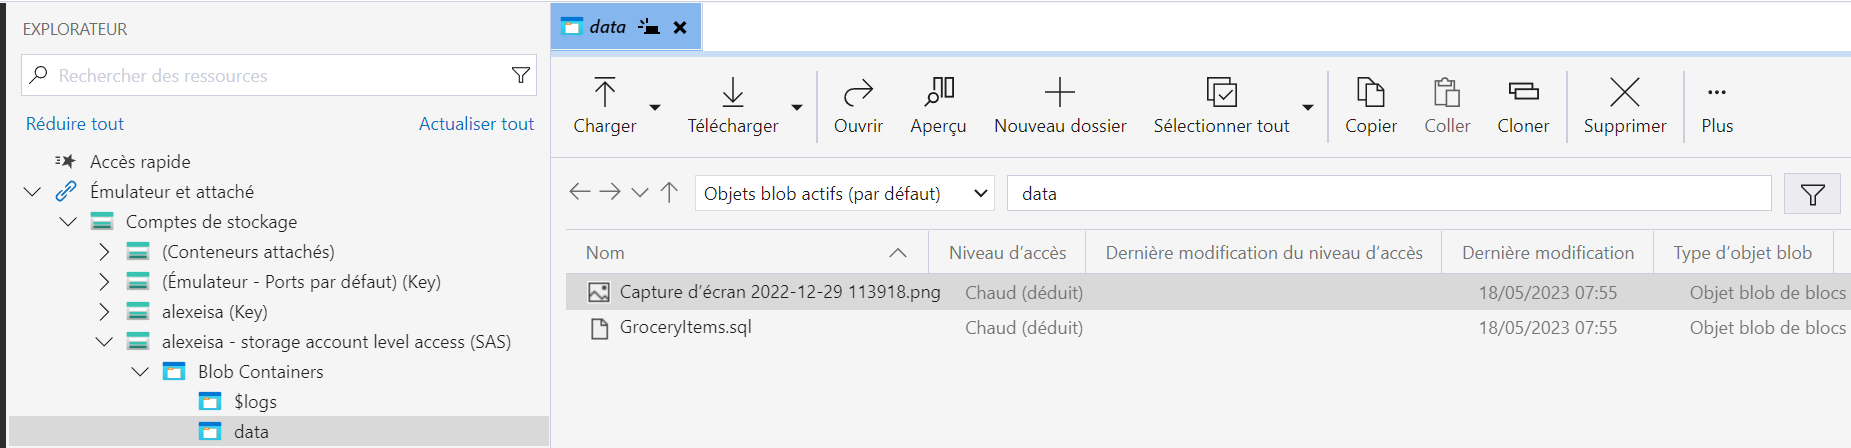 EXPLORATEUR
Rechercher des ressources
Réduire tout Actualiser tout
Accès rapide
Émulateur et attaché
Comptes de stockage
(Conteneurs attachés)
(Émulateur - Ports par défaut) (Key)
alexeisa (Key)
alexeisa - storage account level access (SAS)
Blob Containers
$logs
data
data
Charger Télécharger Ouvrir Aperçu Nouveau dossier Sélectionner tout Copier Coller Cloner Supprimer Plus
Objets blob actifs (par défaut) data
Nom Niveau d’accès Dernière modification du niveau d’accès Dernière modification Type d’objet blob
Capture d’écran 2022-12-29 113918.png Chaud (déduit) 18/05/2023 07:55 Objet blob de blocs
GroceryItems.sql Chaud (déduit) 18/05/2023 07:55 Objet blob de blocs